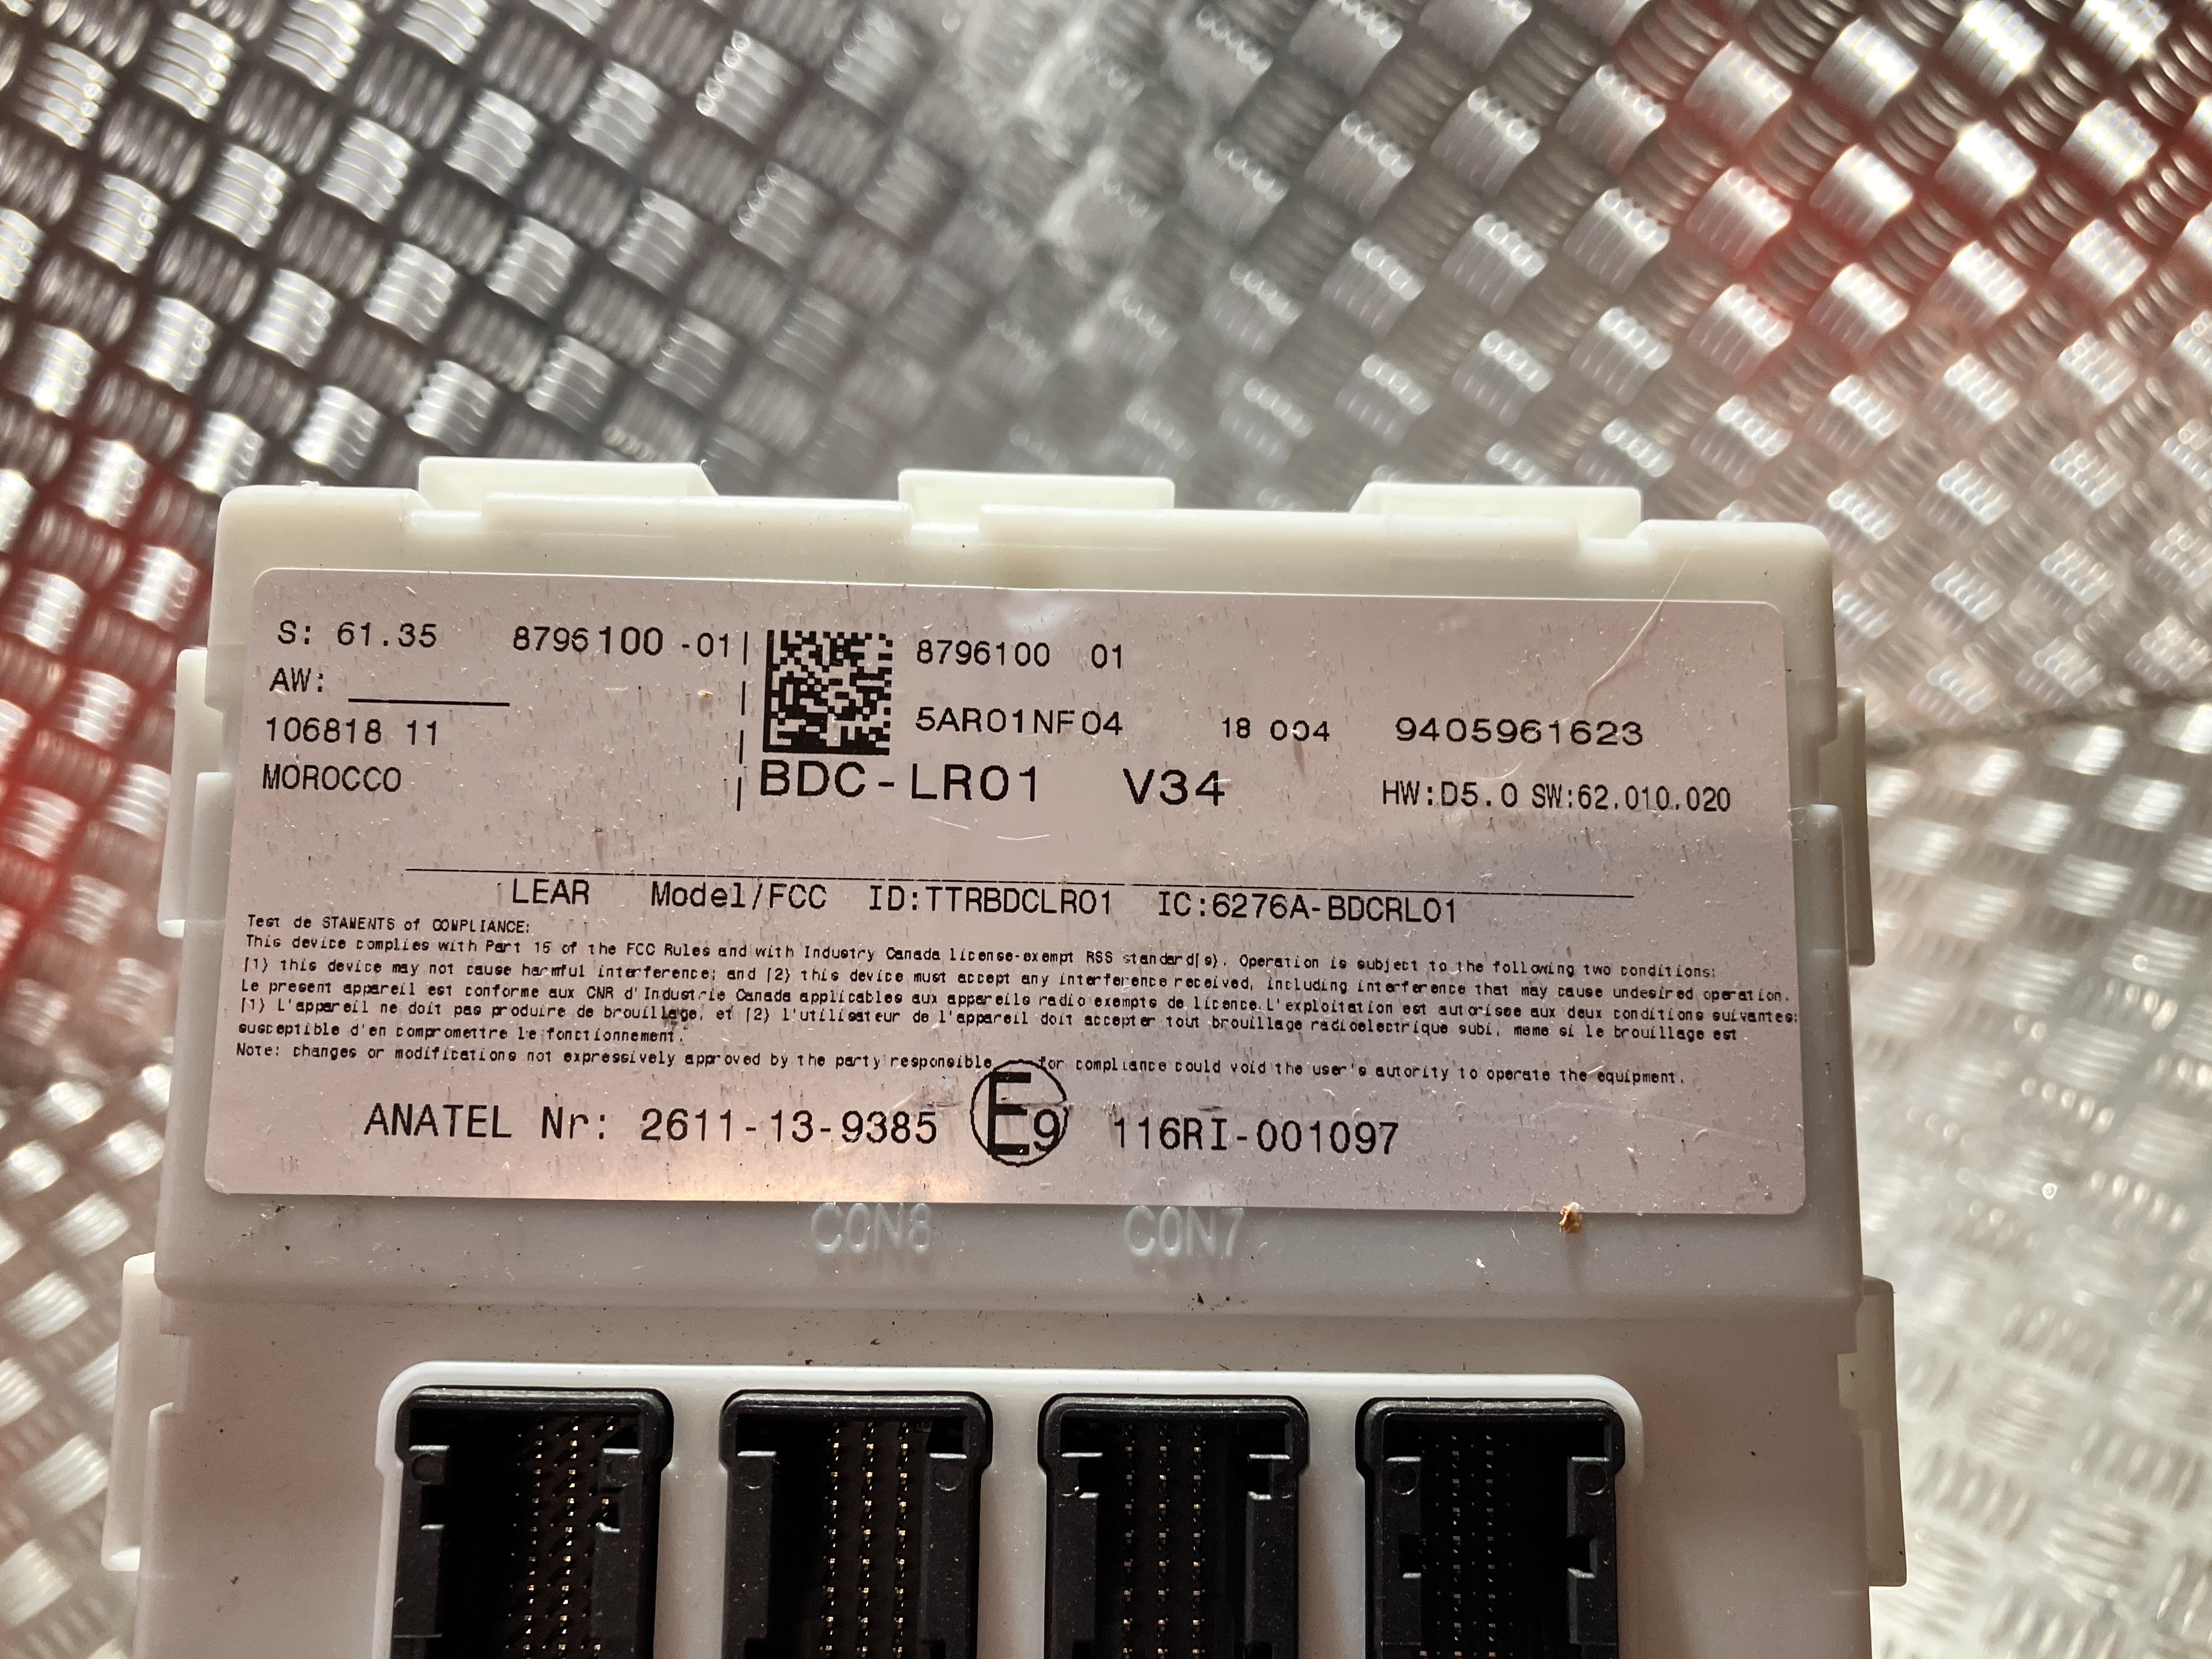 S: 61.35 8796100 -01
8796100 01
AW:
5AR01NF04 18 004 9405961623
106818 11
MOROCCO
BDC-LR01 V34
HW:D5.0 SW:62.010.020
LEAR Model/FCC ID:TTRBDCLR01 IC:6276A-BDCRL01
Test de STAMENTS of COMPLIANCE:
This device complies with Part 15 of the FCC Rules and with Industry Canada license-exempt RSS standard(s). Operation is subject to the following two conditions:
(1) this device may not cause harmful interference; and (2) this device must accept any interference received, including interference that may cause undesired operation.
Le present appareil est conforme aux CNR d'Industrie Canada applicables aux appareils radio exempts de licence.L'exploitation est autorisee aux deux conditions suivantes:
(1) L'appareil ne doit pas produire de brouillage, et (2) l'utilisateur de l'appareil doit accepter tout brouillage radioelectrique subi, meme si le brouillage est
susceptible d'en compromettre le fonctionnement.
Note: changes or modifications not expressively approved by the party responsible for compliance could void the user's autority to operate the equipment.
ANATEL Nr: 2611-13-9385 E9 116RI-001097
CON8 CON7